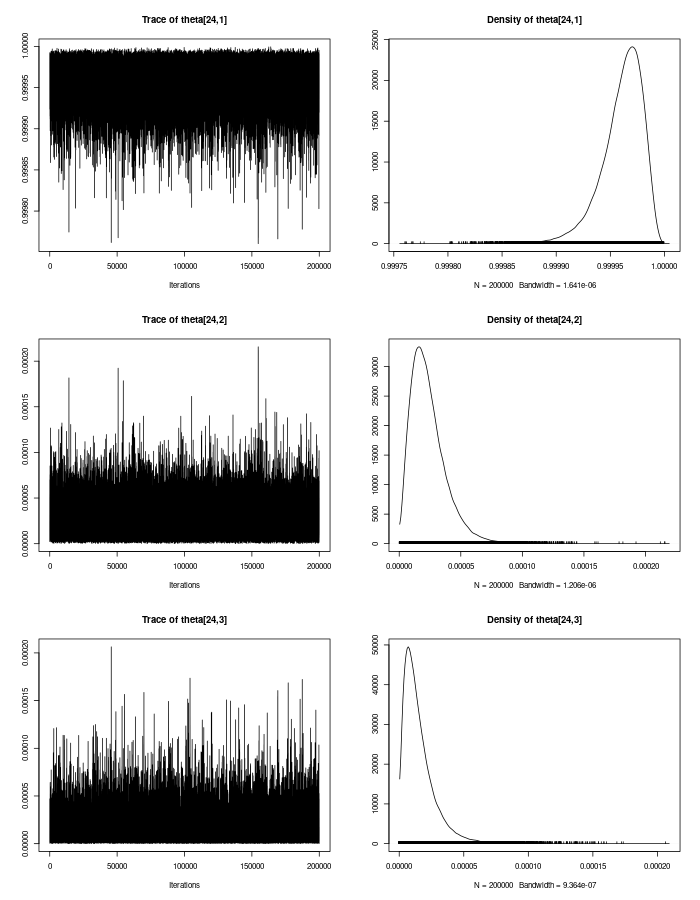 Trace of theta[24,1]
1.00000
0.99995
0.99990
0.99985
0.99980
0 50000 100000 150000 200000
Iterations
Density of theta[24,1]
25000
20000
15000
10000
5000
0
0.99975 0.99980 0.99985 0.99990 0.99995 1.00000
N = 200000 Bandwidth = 1.641e-06
Trace of theta[24,2]
0.00020
0.00015
0.00010
0.00005
0.00000
0 50000 100000 150000 200000
Iterations
Density of theta[24,2]
30000
25000
20000
15000
10000
5000
0
0.00000 0.00005 0.00010 0.00015 0.00020
N = 200000 Bandwidth = 1.206e-06
Trace of theta[24,3]
0.00020
0.00015
0.00010
0.00005
0.00000
0 50000 100000 150000 200000
Iterations
Density of theta[24,3]
50000
40000
30000
20000
10000
0
0.00000 0.00005 0.00010 0.00015 0.00020
N = 200000 Bandwidth = 9.364e-07